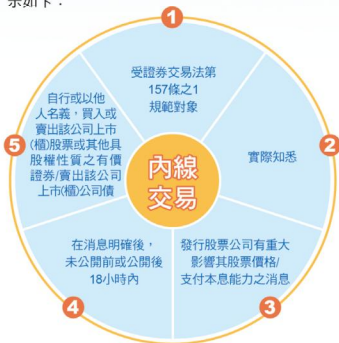 示如下：
1
受證券交易法第
157條之1
規範對象
2
實際知悉
3
發行股票公司有重大
影響其股票價格/
支付本息能力之消息
4
在消息明確後，
未公開前或公開後
18小時內
5
自行或以他
人名義，買入或
賣出該公司上市
(櫃)股票或其他具
股權性質之有價
證券/賣出該公司
上市(櫃)公司債
內線
交易